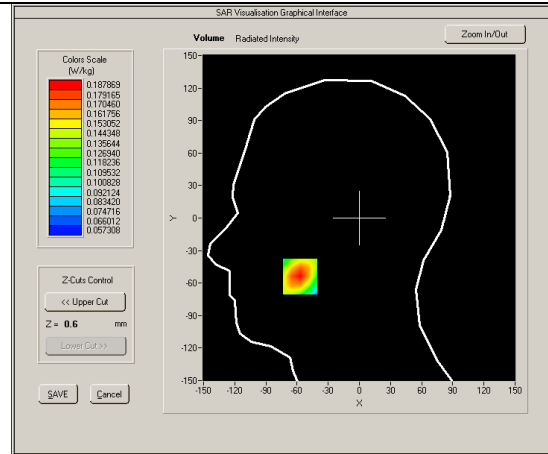 SAR Visualisation Graphical Interface
Volume Radiated Intensity
Zoom In/Out
Colors Scale
(W/kg)
0.187869
0.179165
0.170460
0.161756
0.153052
0.144348
0.135644
0.126940
0.118236
0.109532
0.100828
0.092124
0.083420
0.074716
0.066012
0.057308
Z-Cuts Control
<< Upper Cut
Z = 0.6 mm
Lower Cut >>
SAVE
Cancel
150
120
90
60
30
0
-30
-60
-90
-120
-150
Y
-150 -120 -90 -60 -30 0 30 60 90 120 150
X